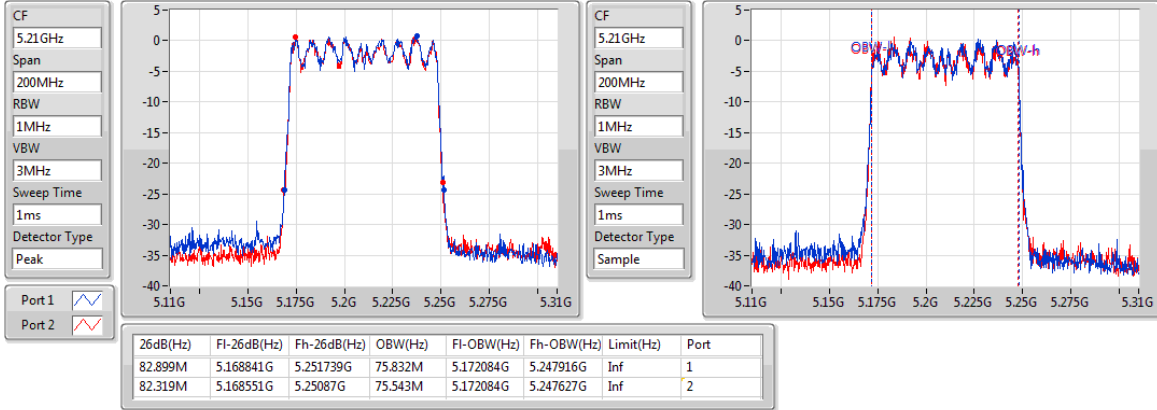 CF
5.21GHz
Span
200MHz
RBW
1MHz
VBW
3MHz
Sweep Time
1ms
Detector Type
Peak
Port 1
Port 2
5
0
-5
-10
-15
-20
-25
-30
-35
-40
5.11G 5.15G 5.175G 5.2G 5.225G 5.25G 5.275G 5.31G
CF
5.21GHz
Span
200MHz
RBW
1MHz
VBW
3MHz
Sweep Time
1ms
Detector Type
Sample
5
0
-5
-10
-15
-20
-25
-30
-35
-40
OBW-h
5.11G 5.15G 5.175G 5.2G 5.225G 5.25G 5.275G 5.31G
26dB(Hz) Fl-26dB(Hz) Fh-26dB(Hz) OBW(Hz) Fl-OBW(Hz) Fh-OBW(Hz) Limit(Hz) Port
82.899M 5.168841G 5.251739G 75.832M 5.172084G 5.247916G Inf 1
82.319M 5.168551G 5.25087G 75.543M 5.172084G 5.247627G Inf 2